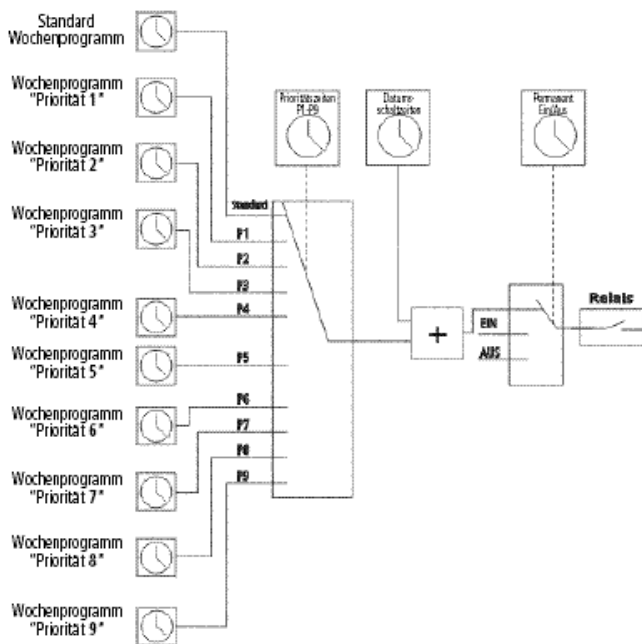 Standard
Wochenprogramm
Wochenprogramm
"Priorität 1"
Wochenprogramm
"Priorität 2"
Wochenprogramm
"Priorität 3"
Wochenprogramm
"Priorität 4"
Wochenprogramm
"Priorität 5"
Wochenprogramm
"Priorität 6"
Wochenprogramm
"Priorität 7"
Wochenprogramm
"Priorität 8"
Wochenprogramm
"Priorität 9"
Prioritätszeiten
P1-P9
Datums-
schaltzeiten
Permanent
Ein/Aus
Standard
P1
P2
P3
P4
P5
P6
P7
P8
P9
+
EIN
AUS
Relais